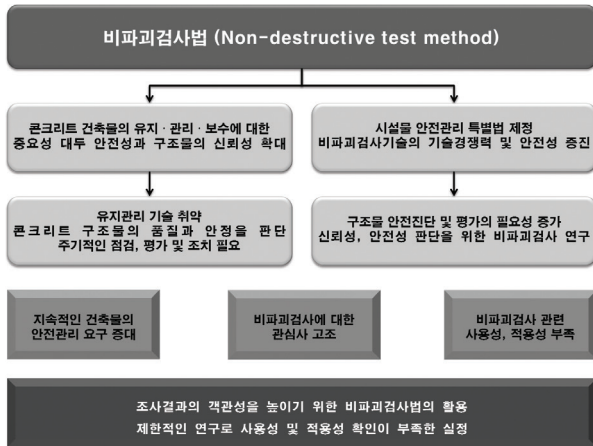 비파괴검사법 (Non-destructive test method)
콘크리트 건축물의 유지·관리·보수에 대한
중요성 대두 안전성과 구조물의 신뢰성 확대
시설물 안전관리 특별법 제정
비파괴검사기술의 기술경쟁력 및 안전성 증진
유지관리 기술 취약
콘크리트 구조물의 품질과 안정을 판단
주기적인 점검, 평가 및 조치 필요
구조물 안전진단 및 평가의 필요성 증가
신뢰성, 안전성 판단을 위한 비파괴검사 연구
지속적인 건축물의
안전관리 요구 증대
비파괴검사에 대한
관심사 고조
비파괴검사 관련
사용성, 적용성 부족
조사결과의 객관성을 높이기 위한 비파괴검사법의 활용
제한적인 연구로 사용성 및 적용성 확인이 부족한 실정